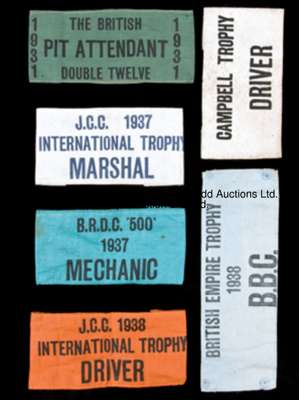 THE BRITISH
1931 PIT ATTENDANT 1931
DOUBLE TWELVE
J.C.C. 1937
INTERNATIONAL TROPHY
MARSHAL
B.R.D.C. '500'
1937
MECHANIC
J.C.C. 1938
INTERNATIONAL TROPHY
DRIVER
CAMPBELL TROPHY
DRIVER
dd Auctions Ltd.
d
BRITISH EMPIRE TROPHY
1938
B.B.C.